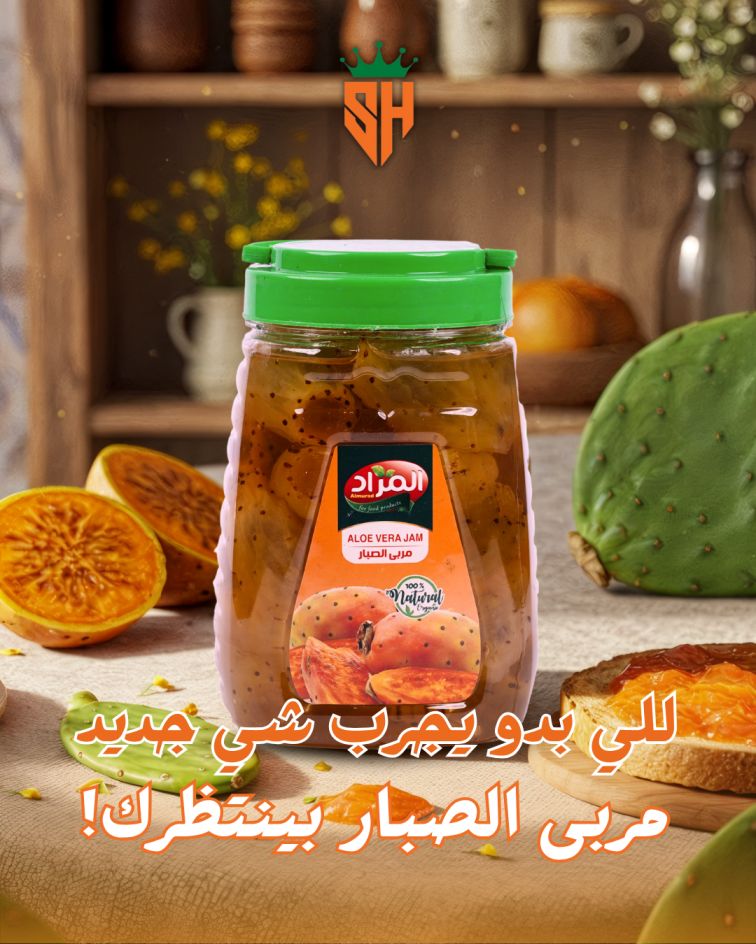 SH
المراد
Almurad
for food products
ALOE VERA JAM
مربى الصبار
100%
Natural
Organic
للي بدو يجرب شي جديد
مربى الصبار بينتظرك!